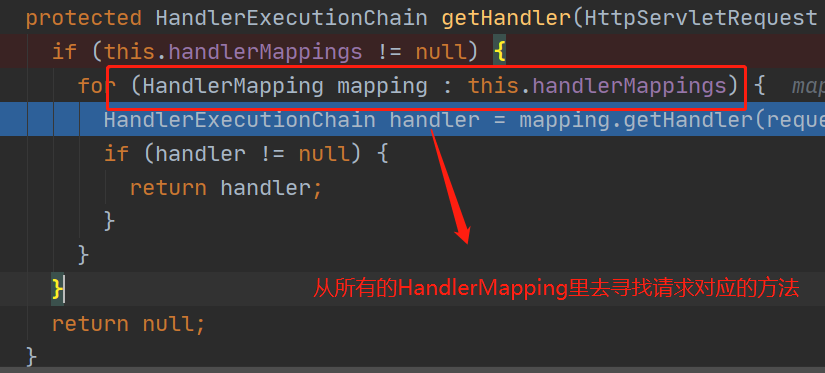 protected HandlerExecutionChain getHandler(HttpServletRequest
if (this.handlerMappings != null) {
for (HandlerMapping mapping : this.handlerMappings) { map
HandlerExecutionChain handler = mapping.getHandler(reque
if (handler != null) {
return handler;
}
}
}
从所有的HandlerMapping里去寻找请求对应的方法
return null;
}